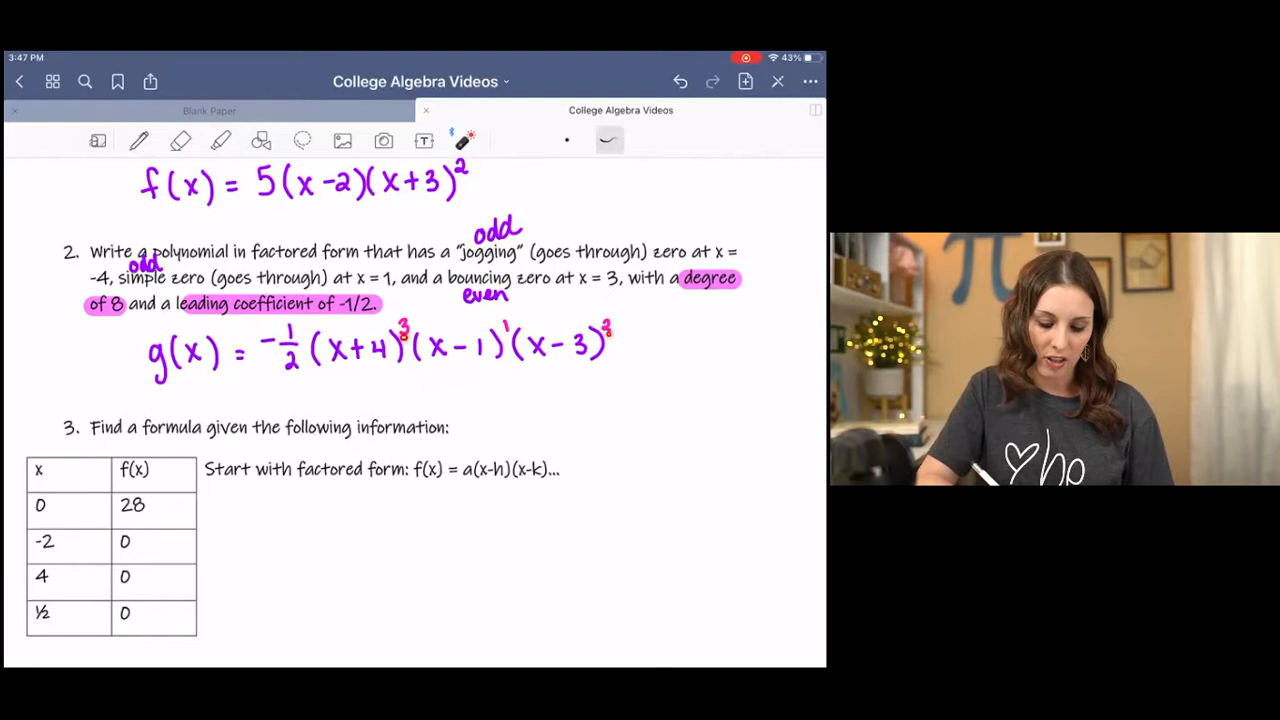 3:47 PM
43%
College Algebra Videos
Blank Paper
College Algebra Videos
f(x) = 5(x-2)(x+3)²
odd
2. Write a polynomial in factored form that has a "jogging" (goes through) zero at x =
odd
-4, simple zero (goes through) at x = 1, and a bouncing zero at x = 3, with a degree
even
of 8 and a leading coefficient of -1/2.
g(x) = -1/2 (x+4)³(x-1)¹(x-3)²
3. Find a formula given the following information:
x f(x) Start with factored form: f(x) = a(x-h)(x-k)...
0 28
-2 0
4 0
½ 0
be